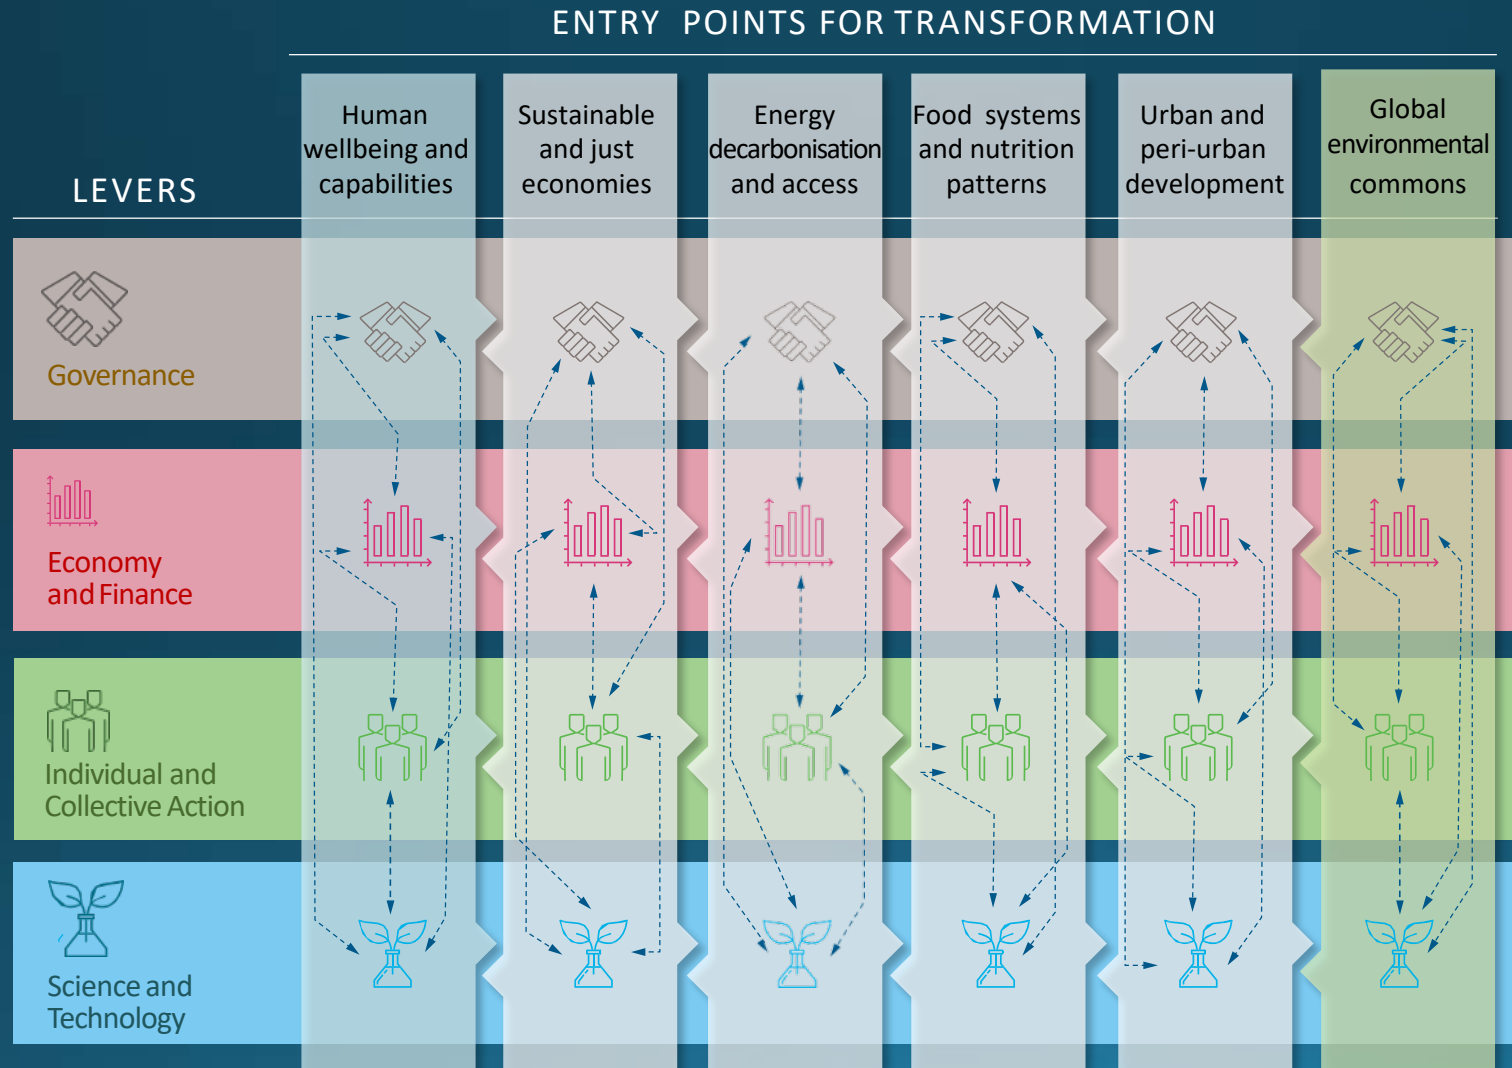 ENTRY POINTS FOR TRANSFORMATION
LEVERS
Human
wellbeing and
capabilities
Sustainable
and just
economies
Energy
decarbonisation
and access
Food systems
and nutrition
patterns
Urban and
peri-urban
development
Global
environmental
commons
Governance
Economy
and Finance
Individual and
Collective Action
Science and
Technology